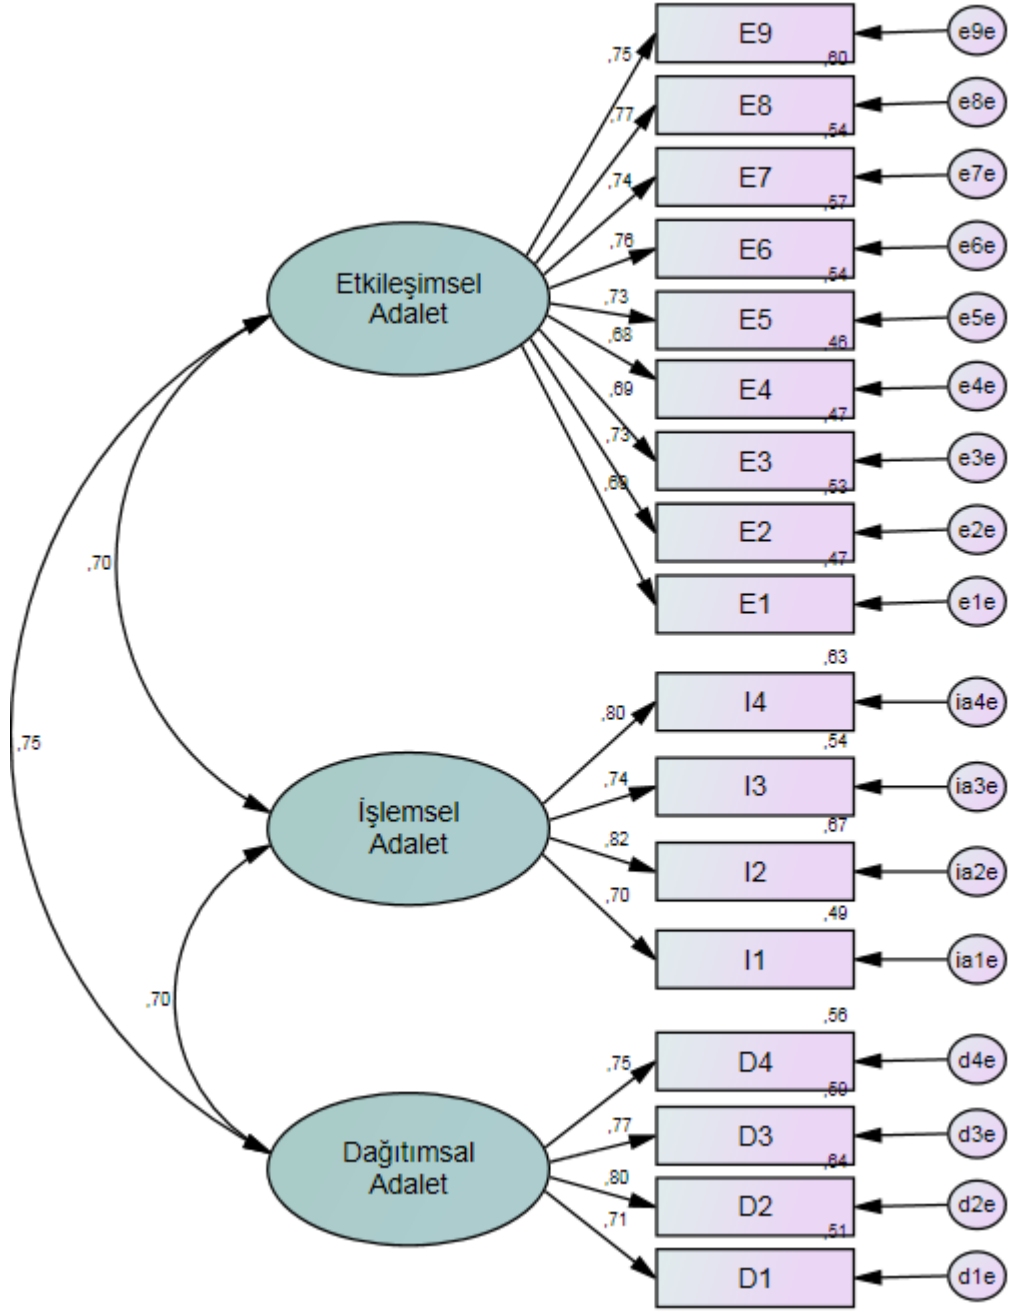 E9
e9e
,75
,60
E8
e8e
,77
,54
E7
e7e
,74
,57
E6
e6e
,76
,54
Etkileşimsel
Adalet
E5
e5e
,73
,46
E4
e4e
,68
,47
E3
e3e
,69
,53
E2
e2e
,73
,47
E1
e1e
,70
,63
I4
ia4e
,80
,54
,75
I3
ia3e
,74
,67
İşlemsel
Adalet
I2
ia2e
,82
,49
I1
ia1e
,70
,70
,56
D4
d4e
,75
,59
D3
d3e
,77
,64
Dağıtımsal
Adalet
D2
d2e
,80
,51
D1
d1e
,71